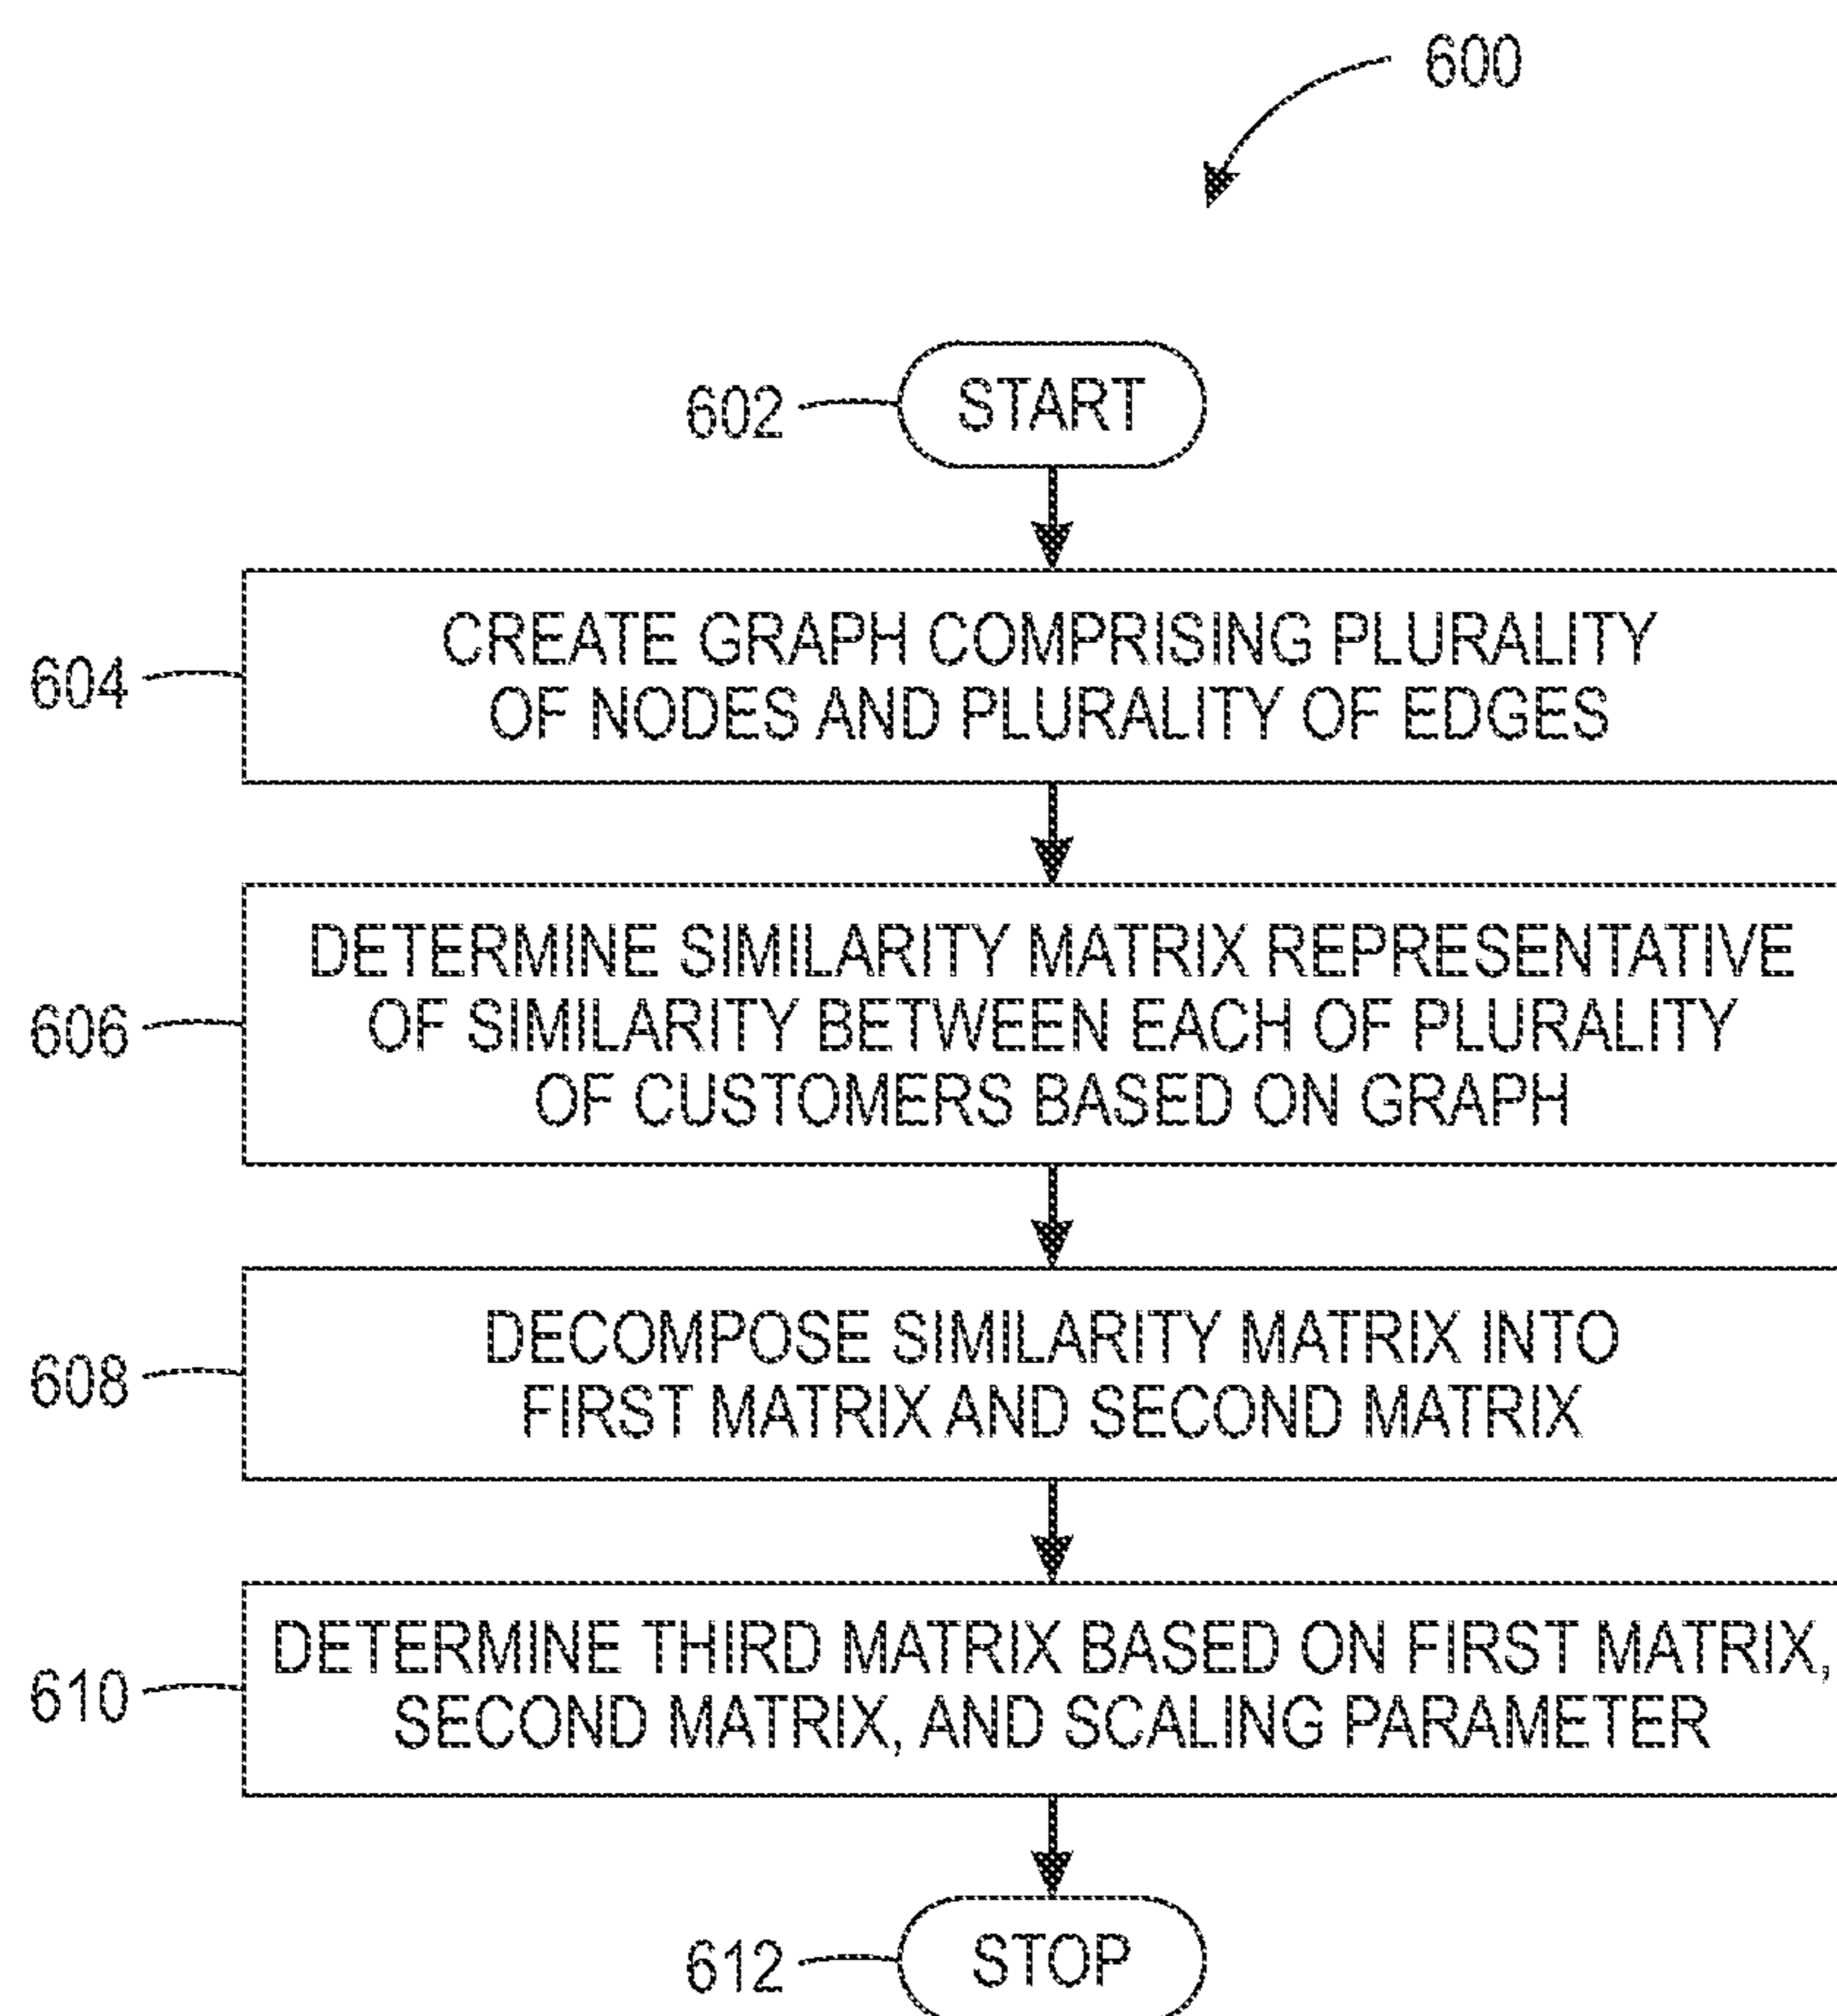 600
602
START
604
CREATE GRAPH COMPRISING PLURALITY
OF NODES AND PLURALITY OF EDGES
606
DETERMINE SIMILARITY MATRIX REPRESENTATIVE
OF SIMILARITY BETWEEN EACH OF PLURALITY
OF CUSTOMERS BASED ON GRAPH
608
DECOMPOSE SIMILARITY MATRIX INTO
FIRST MATRIX AND SECOND MATRIX
610
DETERMINE THIRD MATRIX BASED ON FIRST MATRIX,
SECOND MATRIX, AND SCALING PARAMETER
612
STOP